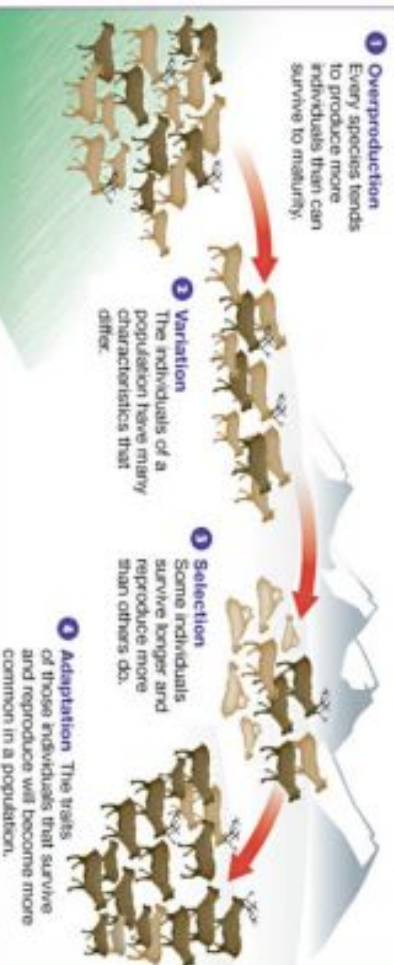 1 Overproduction
Every species tends
to produce more
individuals than can
survive to maturity.
2 Variation
The individuals of a
population have many
characteristics that
differ.
3 Selection
Some individuals
survive longer and
reproduce more
than others do.
4 Adaptation The traits
of those individuals that survive
and reproduce will become more
common in a population.